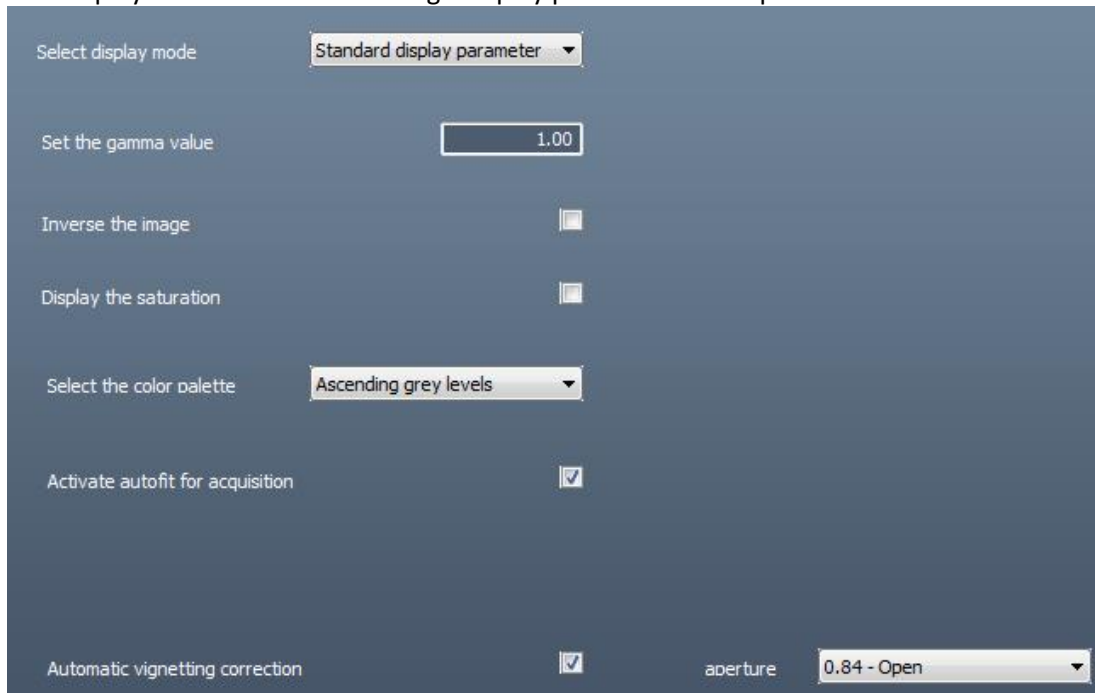 Select display mode Standard display parameter
Set the gamma value 1.00
Inverse the image
Display the saturation
Select the color palette Ascending grey levels
Activate autofit for acquisition
Automatic vignetting correction aperture 0.84 - Open